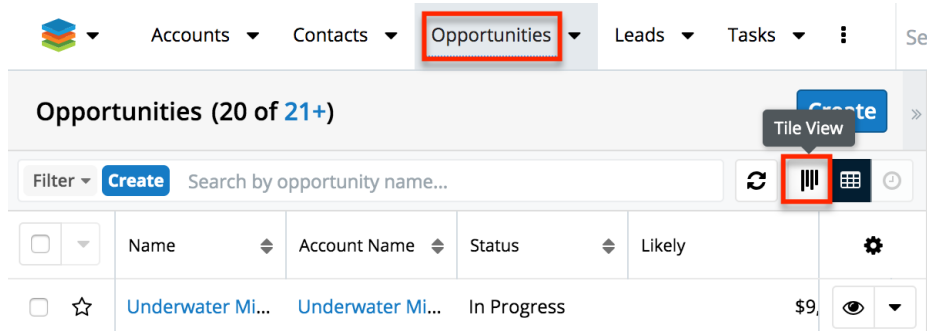 Accounts Contacts Opportunities Leads Tasks Se
Opportunities (20 of 21+) Create
Tile View
Filter Create Search by opportunity name...
Name Account Name Status Likely
Underwater Mi... Underwater Mi... In Progress $9,